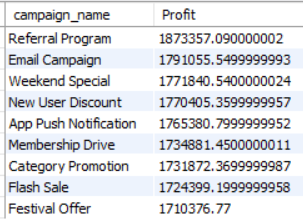 campaign_name Profit
Referral Program 1873357.090000002
Email Campaign 1791055.5499999993
Weekend Special 1771840.5400000024
New User Discount 1770405.3599999957
App Push Notification 1765380.7999999952
Membership Drive 1734881.4500000011
Category Promotion 1731872.3699999987
Flash Sale 1724399.1999999958
Festival Offer 1710376.77